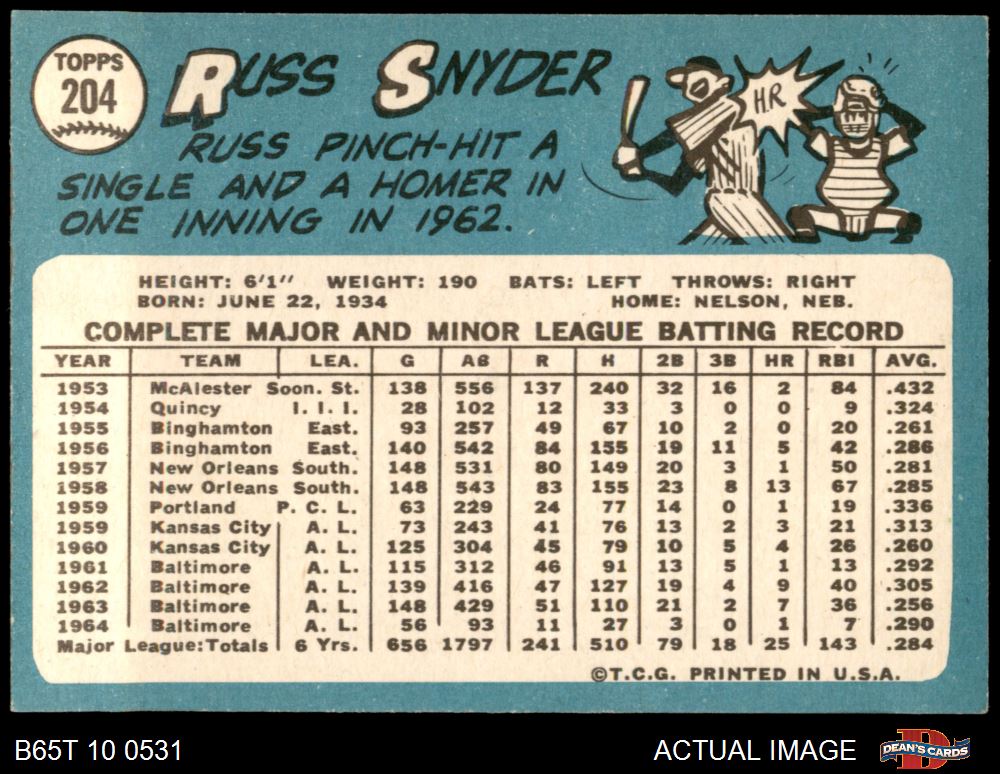 TOPPS
204
RUSS SNYDER
RUSS PINCH-HIT A
SINGLE AND A HOMER IN
ONE INNING IN 1962.
H.R
HEIGHT: 6'1" WEIGHT: 190 BATS: LEFT THROWS: RIGHT
BORN: JUNE 22, 1934 HOME: NELSON, NEB.
COMPLETE MAJOR AND MINOR LEAGUE BATTING RECORD
YEAR TEAM LEA. G AB R H 2B 3B HR RBI AVG.
1953 McAlester Soon. St. 138 556 137 240 32 16 2 84 .432
1954 Quincy I. I. I. 28 102 12 33 3 0 0 9 .324
1955 Binghamton East. 93 257 49 67 10 2 0 20 .261
1956 Binghamton East. 140 542 84 155 19 11 5 42 .286
1957 New Orleans South. 148 531 80 149 20 3 1 50 .281
1958 New Orleans South. 148 543 83 155 23 8 13 67 .285
1959 Portland P. C. L. 63 229 24 77 14 0 1 19 .336
1959 Kansas City A. L. 73 243 41 76 13 2 3 21 .313
1960 Kansas City A. L. 125 304 45 79 10 5 4 26 .260
1961 Baltimore A. L. 115 312 46 91 13 5 1 13 .292
1962 Baltimore A. L. 139 416 47 127 19 4 9 40 .305
1963 Baltimore A. L. 148 429 51 110 21 2 7 36 .256
1964 Baltimore A. L. 56 93 11 27 3 0 1 7 .290
Major League:Totals 6 Yrs. 656 1797 241 510 79 18 25 143 .284
©T.C.G. PRINTED IN U.S.A.
B65T 10 0531 ACTUAL IMAGE DEAN'S CARDS